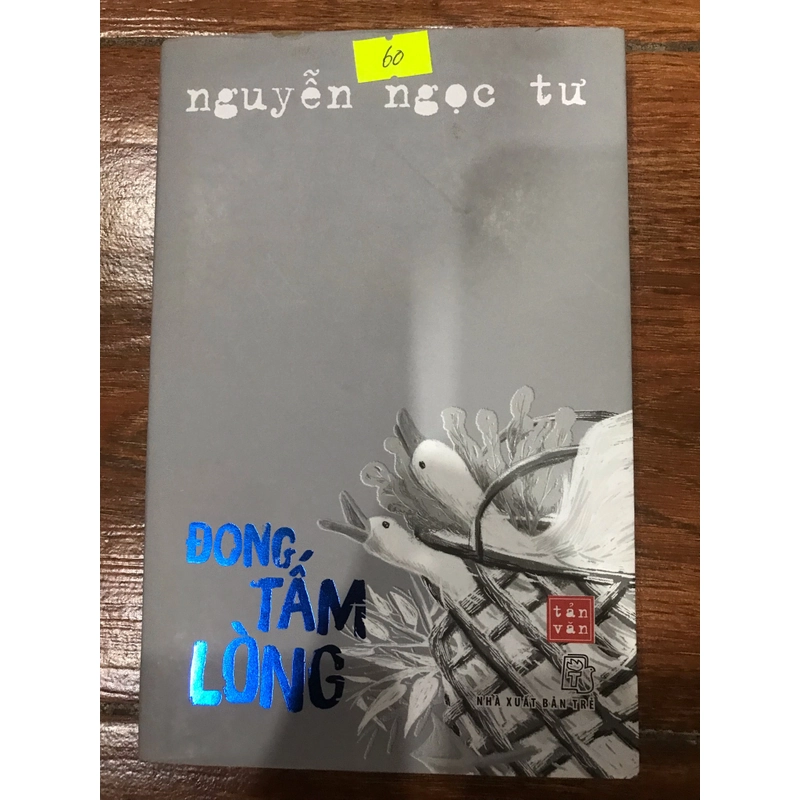 60
nguyễn ngọc tư
ĐONG
TẤM
LÒNG
tản
văn
NHÀ XUẤT BẢN TRẺ